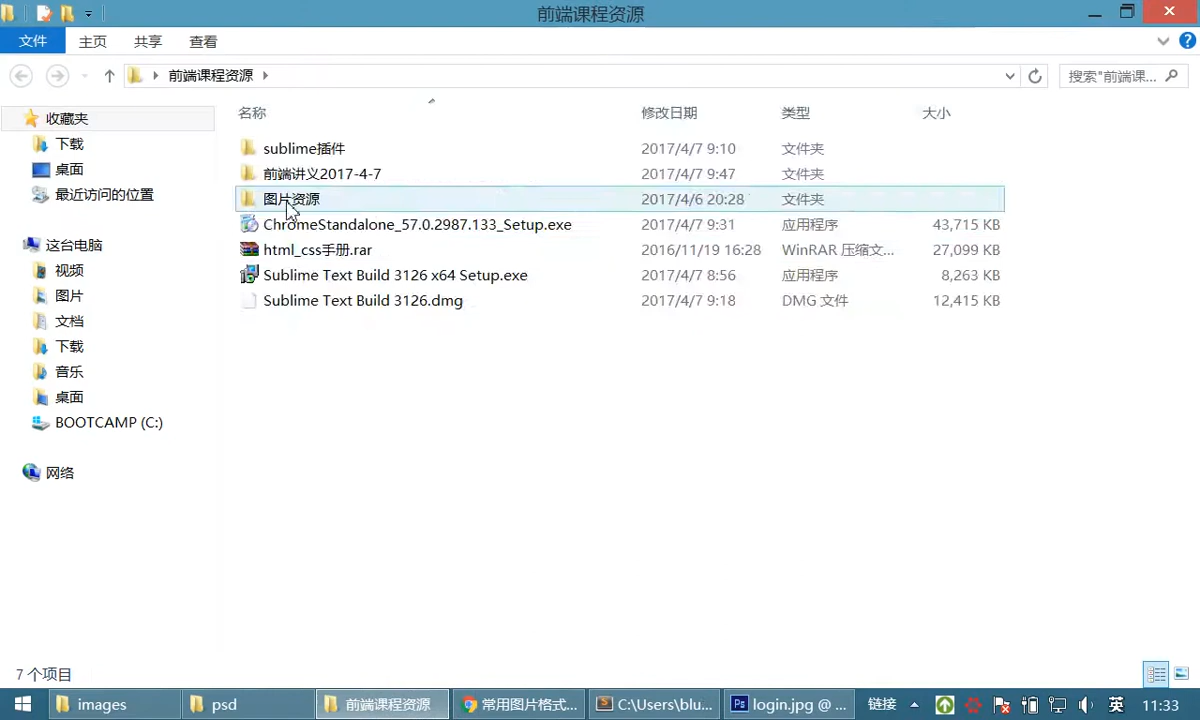 前端课程资源
文件 主页 共享 查看
前端课程资源 搜索"前端课...
收藏夹
下载
桌面
最近访问的位置
这台电脑
视频
图片
文档
下载
音乐
桌面
BOOTCAMP (C:)
网络
名称 修改日期 类型 大小
sublime插件 2017/4/7 9:10 文件夹
前端讲义2017-4-7 2017/4/7 9:47 文件夹
图片资源 2017/4/6 20:28 文件夹
ChromeStandalone_57.0.2987.133_Setup.exe 2017/4/7 9:31 应用程序 43,715 KB
html_css手册.rar 2016/11/19 16:28 WinRAR 压缩文... 27,099 KB
Sublime Text Build 3126 x64 Setup.exe 2017/4/7 8:56 应用程序 8,263 KB
Sublime Text Build 3126.dmg 2017/4/7 9:18 DMG 文件 12,415 KB
7 个项目
images psd 前端课程资源 常用图片格式... C:\Users\blu... Ps login.jpg @ ... 链接 英 11:33